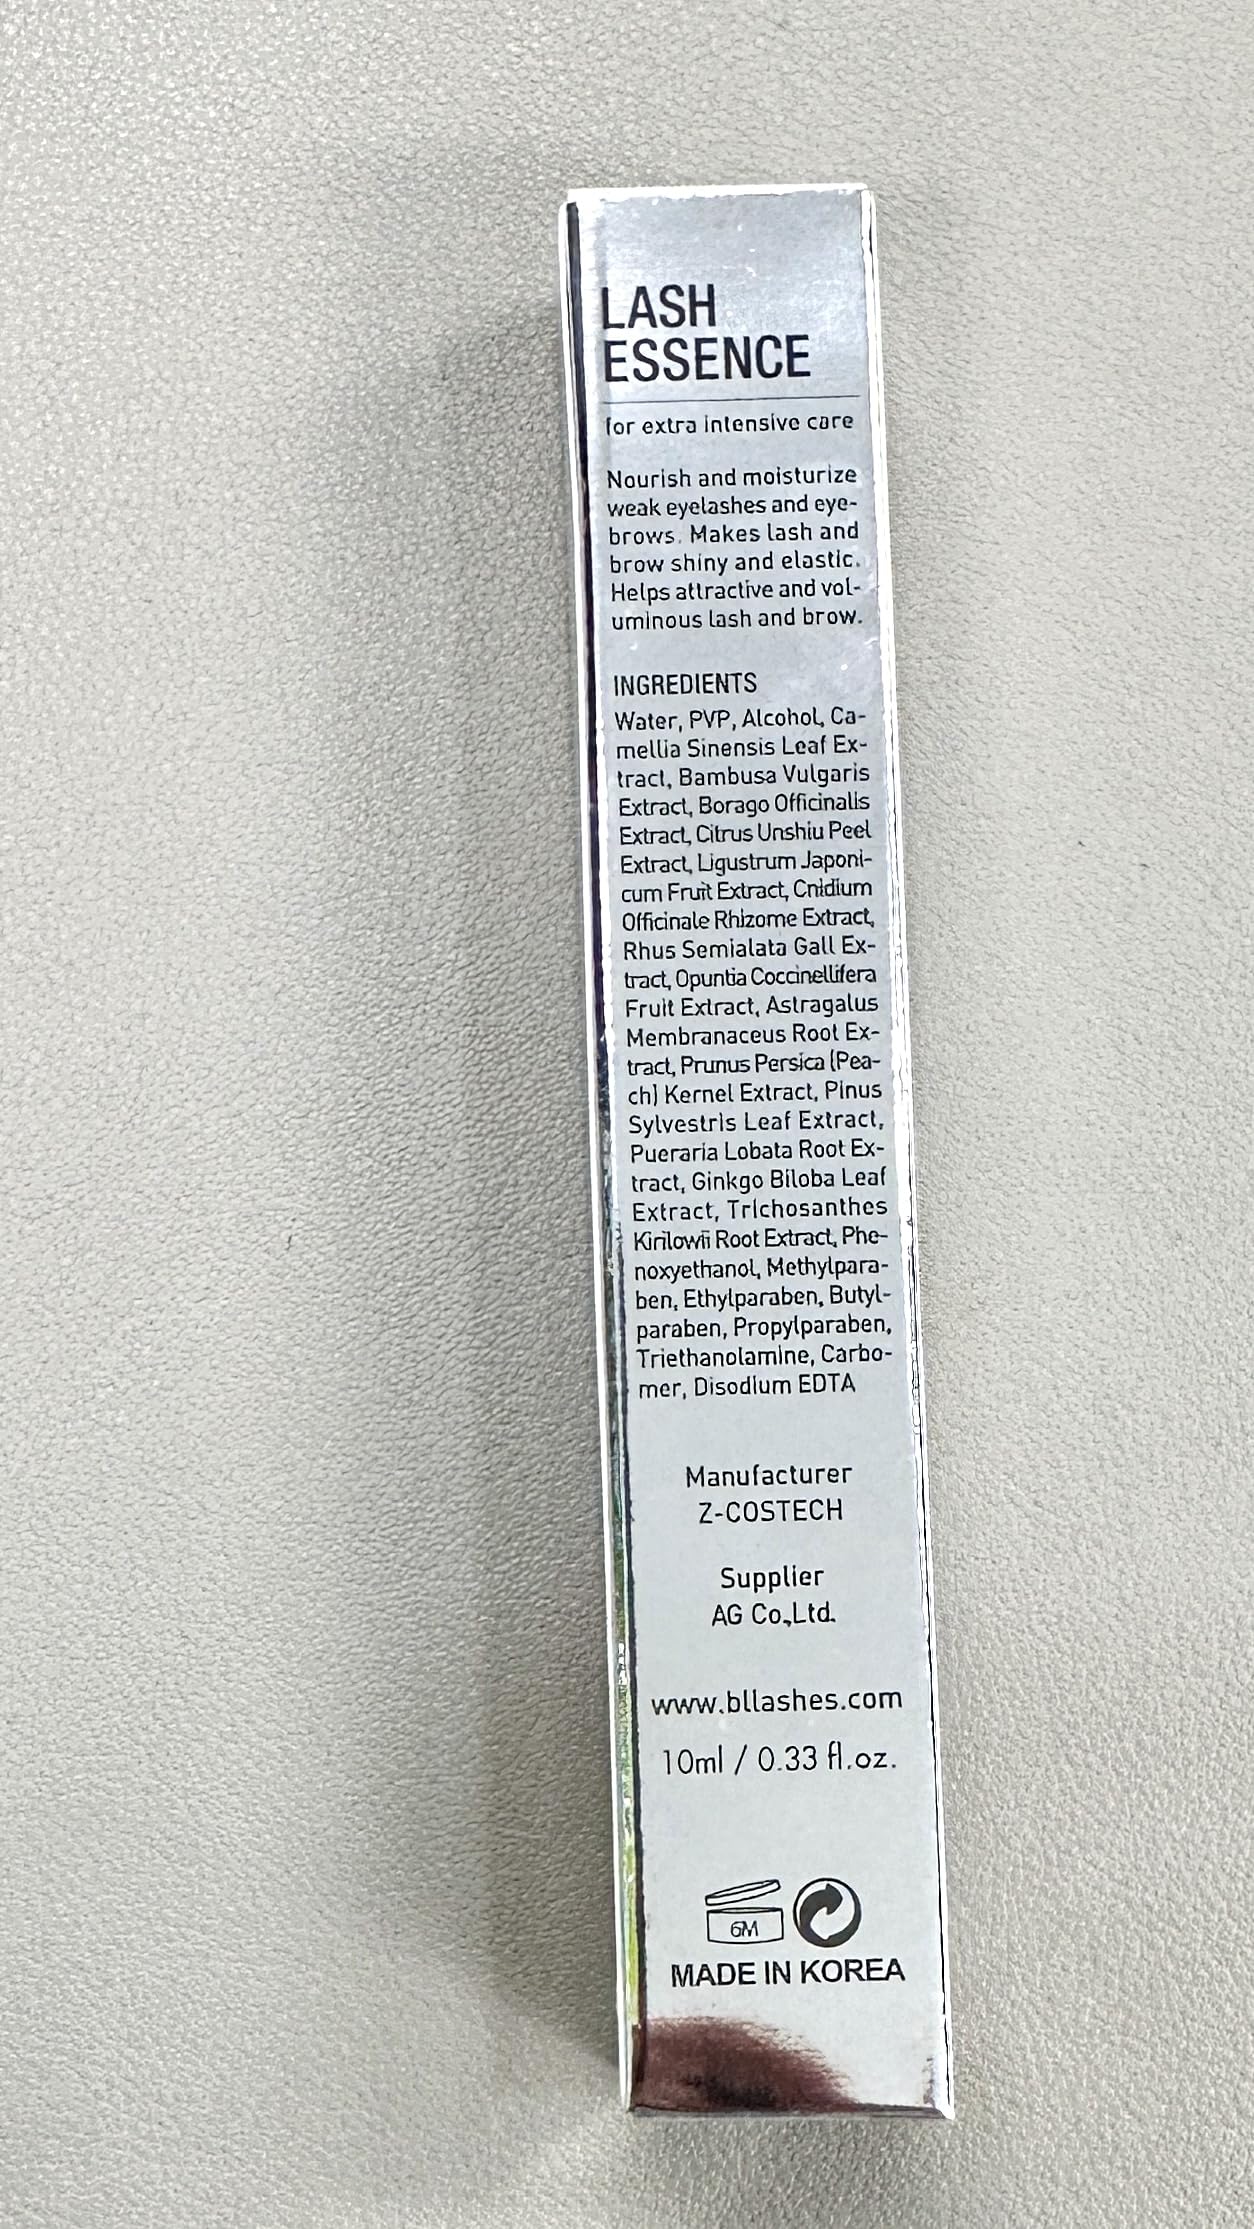 LASH
ESSENCE
for extra intensive care
Nourish and moisturize
weak eyelashes and eye-
brows. Makes lash and
brow shiny and elastic.
Helps attractive and vol-
uminous lash and brow.
INGREDIENTS
Water, PVP, Alcohol, Ca-
mellia Sinensis Leaf Ex-
tract, Bambusa Vulgaris
Extract, Borago Officinalis
Extract, Citrus Unshiu Peel
Extract, Ligustrum Japoni-
cum Fruit Extract, Cnidium
Officinale Rhizome Extract,
Rhus Semialata Gall Ex-
tract, Opuntia Coccinellifera
Fruit Extract, Astragalus
Membranaceus Root Ex-
tract, Prunus Persica (Pea-
ch) Kernel Extract, Pinus
Sylvestris Leaf Extract,
Pueraria Lobata Root Ex-
tract, Ginkgo Biloba Leaf
Extract, Trichosanthes
Kirilowii Root Extract, Phe-
noxyethanol, Methylpara-
ben, Ethylparaben, Butyl-
paraben, Propylparaben,
Triethanolamine, Carbo-
mer, Disodium EDTA
Manufacturer
Z-COSTECH
Supplier
AG Co.,Ltd.
www.bllashes.com
10ml / 0.33 fl.oz.
6M
MADE IN KOREA